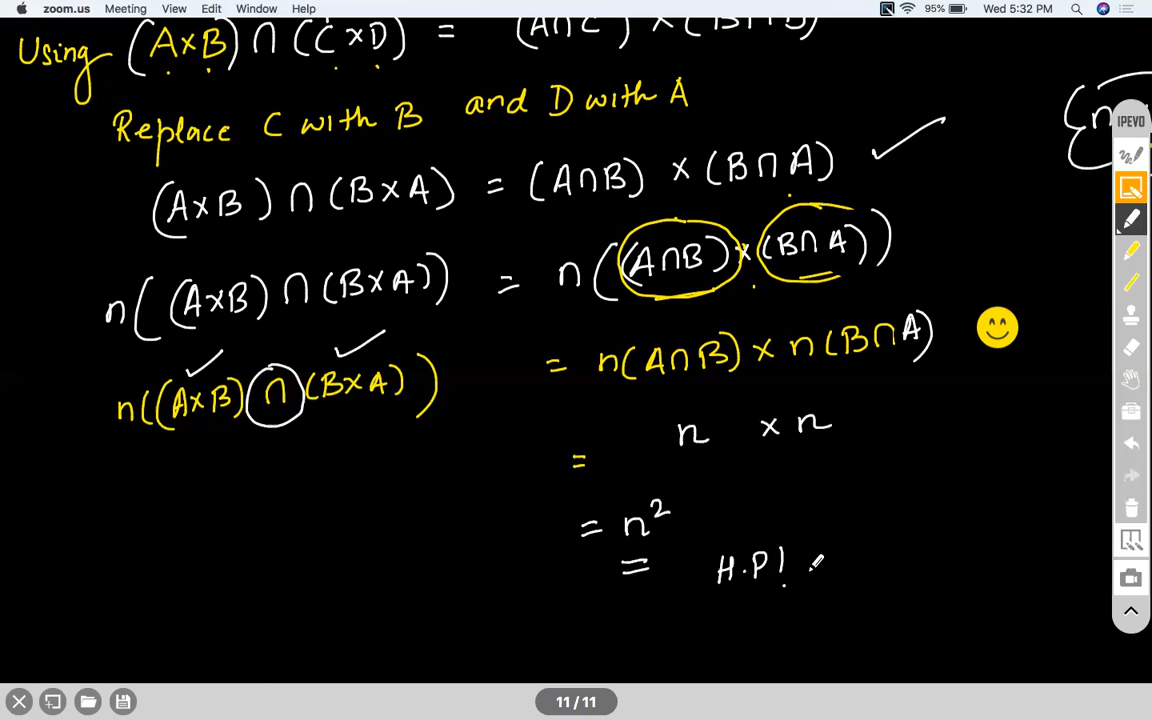 zoom.us Meeting View Edit Window Help 95% Wed 5:32 PM
Using (A×B) ∩ (C×D) = (A∩C) × (B∩D)
Replace C with B and D with A
(A×B) ∩ (B×A) = (A∩B) × (B∩A)
n((A×B) ∩ (B×A)) = n((A∩B) × (B∩A))
n((A×B) ∩ (B×A)) = n(A∩B) × n(B∩A)
= n × n
= n²
= H.P!
IPEVO
11/11